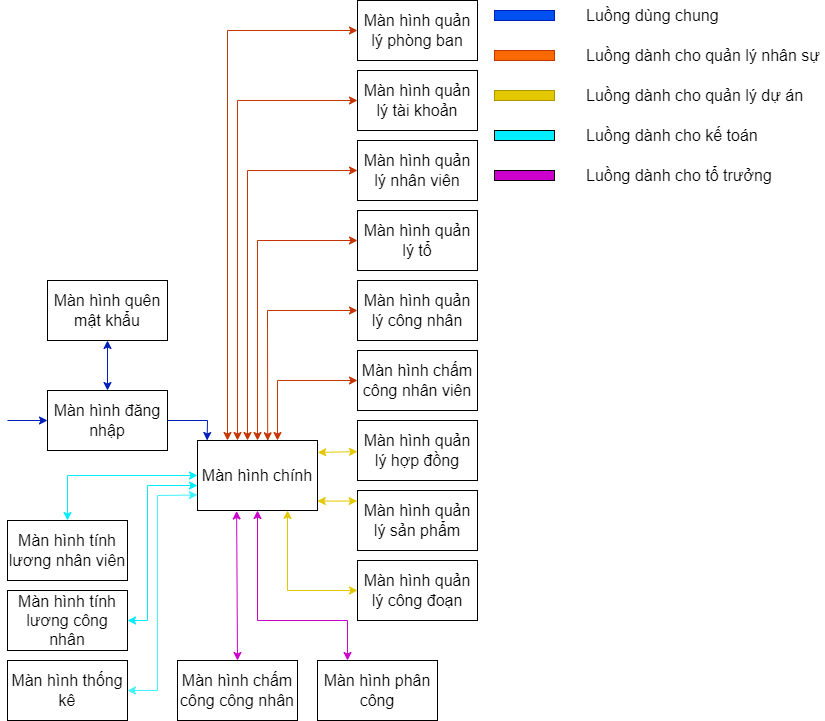 Màn hình quản
lý phòng ban
Luồng dùng chung
Luồng dành cho quản lý nhân sự
Màn hình quản
lý tài khoản
Luồng dành cho quản lý dự án
Luồng dành cho kế toán
Màn hình quản
lý nhân viên
Luồng dành cho tổ trưởng
Màn hình quản
lý tổ
Màn hình quên
mật khẩu
Màn hình quản
lý công nhân
Màn hình chấm
công nhân viên
Màn hình đăng
nhập
Màn hình quản
lý hợp đồng
Màn hình chính
Màn hình quản
lý sản phẩm
Màn hình tính
lương nhân viên
Màn hình quản
lý công đoạn
Màn hình tính
lương công
nhân
Màn hình thống
kê
Màn hình chấm
công công nhân
Màn hình phân
công